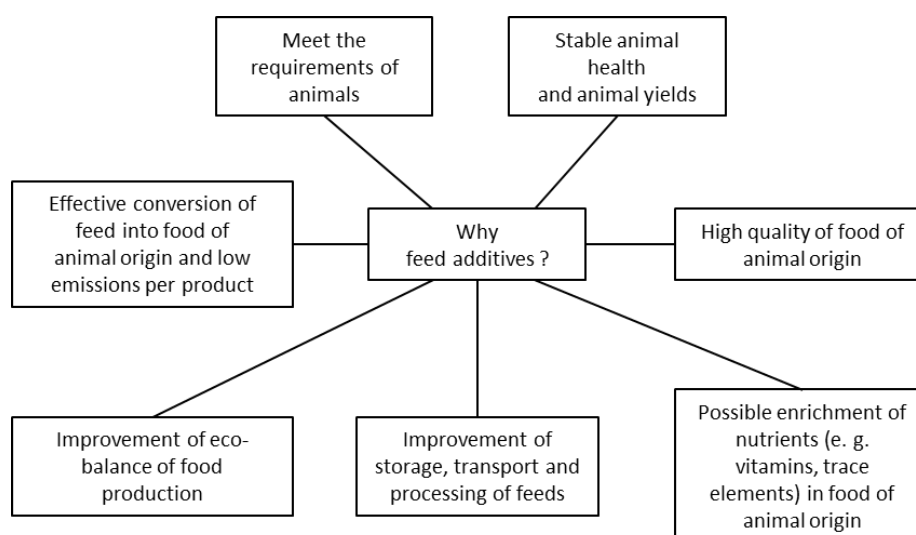 Meet the
requirements of
animals
Stable animal
health
and animal yields
Effective conversion of
feed into food of
animal origin and low
emissions per product
Why
feed additives ?
High quality of food of
animal origin
Improvement of eco-
balance of food
production
Improvement of
storage, transport and
processing of feeds
Possible enrichment of
nutrients (e. g.
vitamins, trace
elements) in food of
animal origin